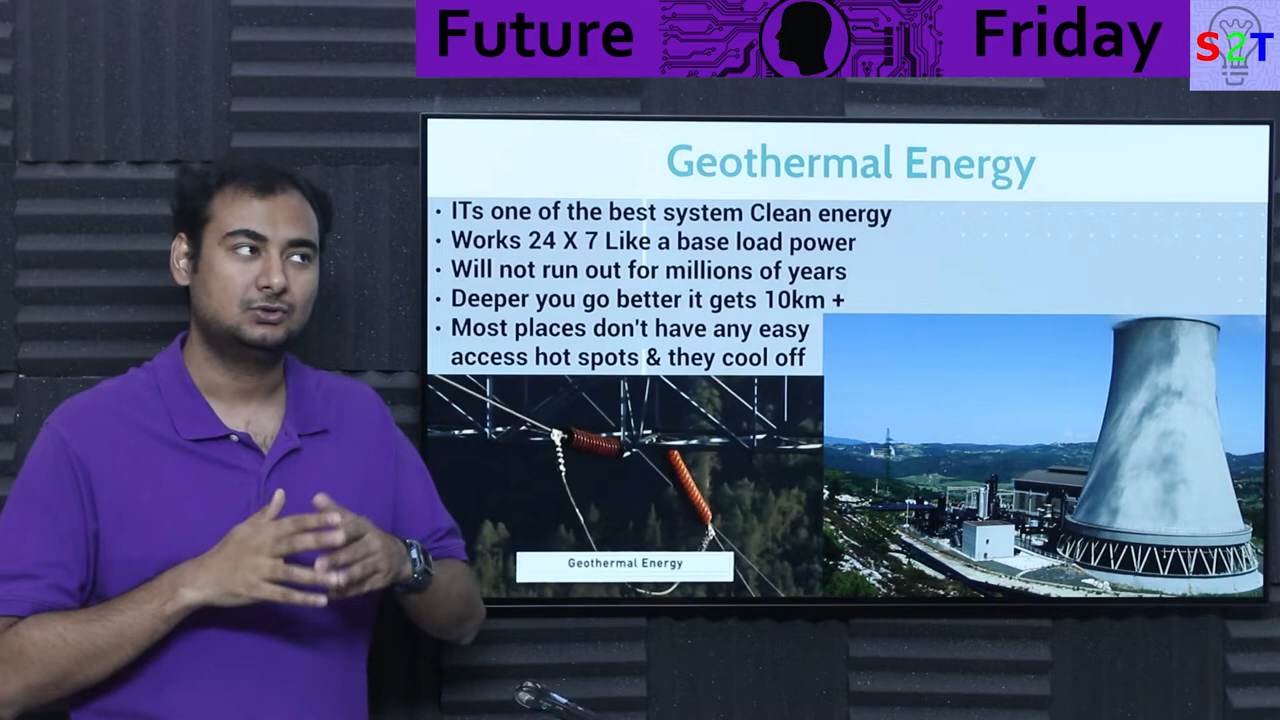 Future Friday
S2T
Geothermal Energy
• ITs one of the best system Clean energy
• Works 24 X 7 Like a base load power
• Will not run out for millions of years
• Deeper you go better it gets 10km +
• Most places don't have any easy
access hot spots & they cool off
Geothermal Energy